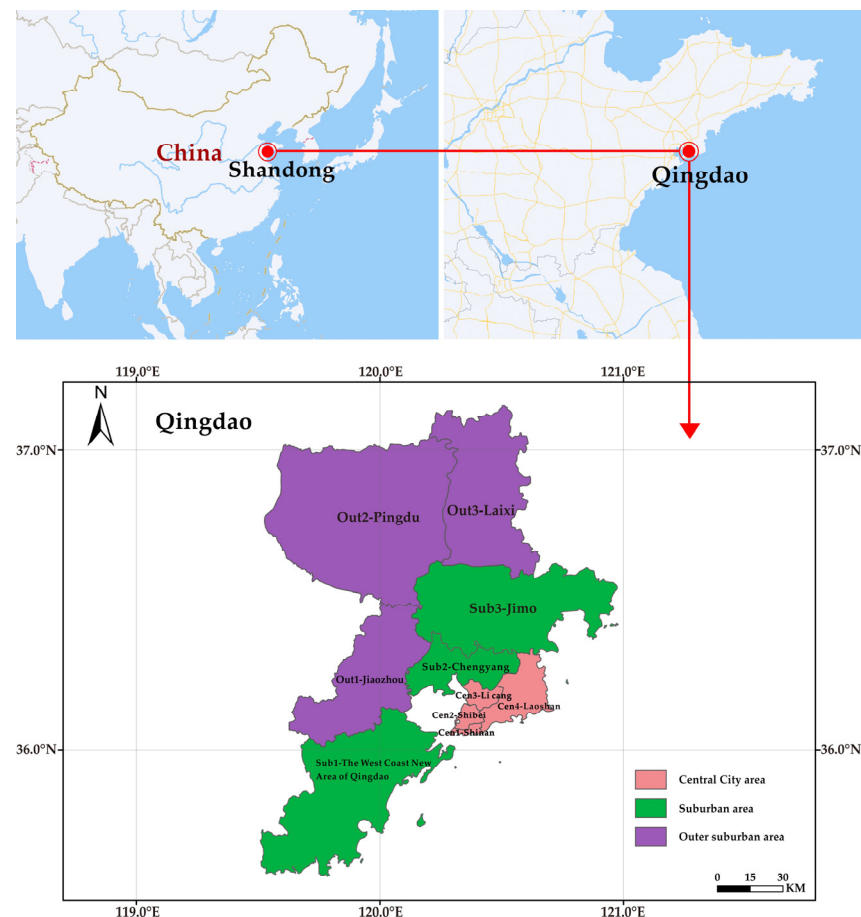 China
Shandong
Qingdao
119.0°E 120.0°E 121.0°E
N
Qingdao
37.0°N 37.0°N
Out2-Pingdu
Out3-Laixi
Sub3-Jimo
Sub2-Chengyang
Out1-Jiaozhou
Cen3-Li cang
Cen4-Laoshan
Cen2-Shibei
Cen1-Shinan
36.0°N 36.0°N
Sub1-The West Coast New
Area of Qingdao
Central City area
Suburban area
Outer suburban area
0 15 30
KM
119.0°E 120.0°E 121.0°E